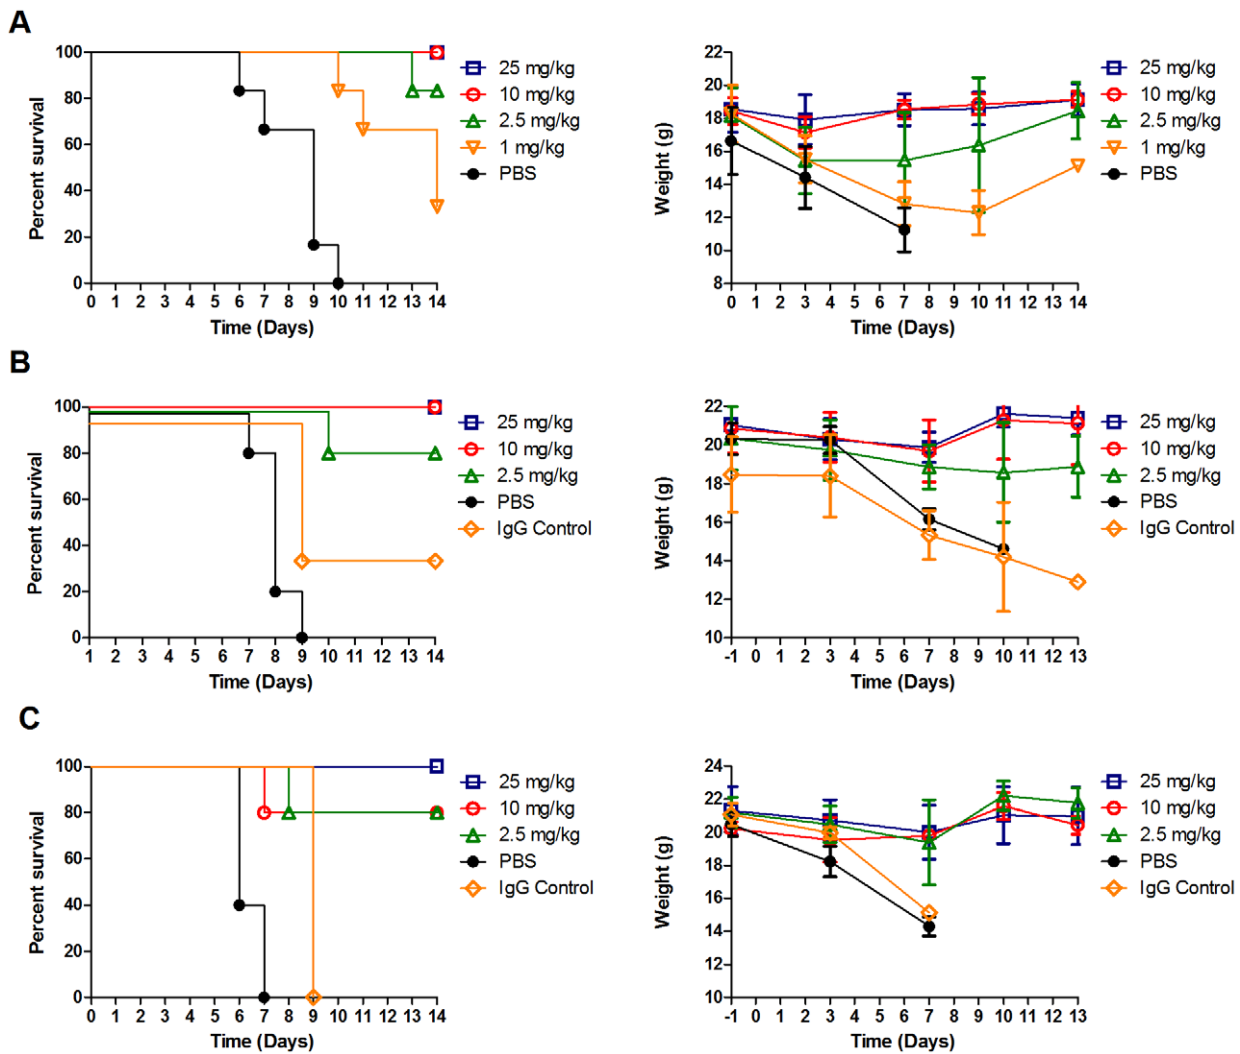 A
Percent survival
100
80
60
40
20
0
0 1 2 3 4 5 6 7 8 9 10 11 12 13 14
Time (Days)
25 mg/kg
10 mg/kg
2.5 mg/kg
1 mg/kg
PBS
Weight (g)
22
20
18
16
14
12
10
8
0 1 2 3 4 5 6 7 8 9 10 11 12 13 14
Time (Days)
25 mg/kg
10 mg/kg
2.5 mg/kg
1 mg/kg
PBS
B
Percent survival
100
80
60
40
20
0
1 2 3 4 5 6 7 8 9 10 11 12 13 14
Time (Days)
25 mg/kg
10 mg/kg
2.5 mg/kg
PBS
IgG Control
Weight (g)
22
20
18
16
14
12
10
-1 0 1 2 3 4 5 6 7 8 9 10 11 12 13
Time (Days)
25 mg/kg
10 mg/kg
2.5 mg/kg
PBS
IgG Control
C
Percent survival
100
80
60
40
20
0
0 1 2 3 4 5 6 7 8 9 10 11 12 13 14
Time (Days)
25 mg/kg
10 mg/kg
2.5 mg/kg
PBS
IgG Control
Weight (g)
24
22
20
18
16
14
12
10
-1 0 1 2 3 4 5 6 7 8 9 10 11 12 13
Time (Days)
25 mg/kg
10 mg/kg
2.5 mg/kg
PBS
IgG Control